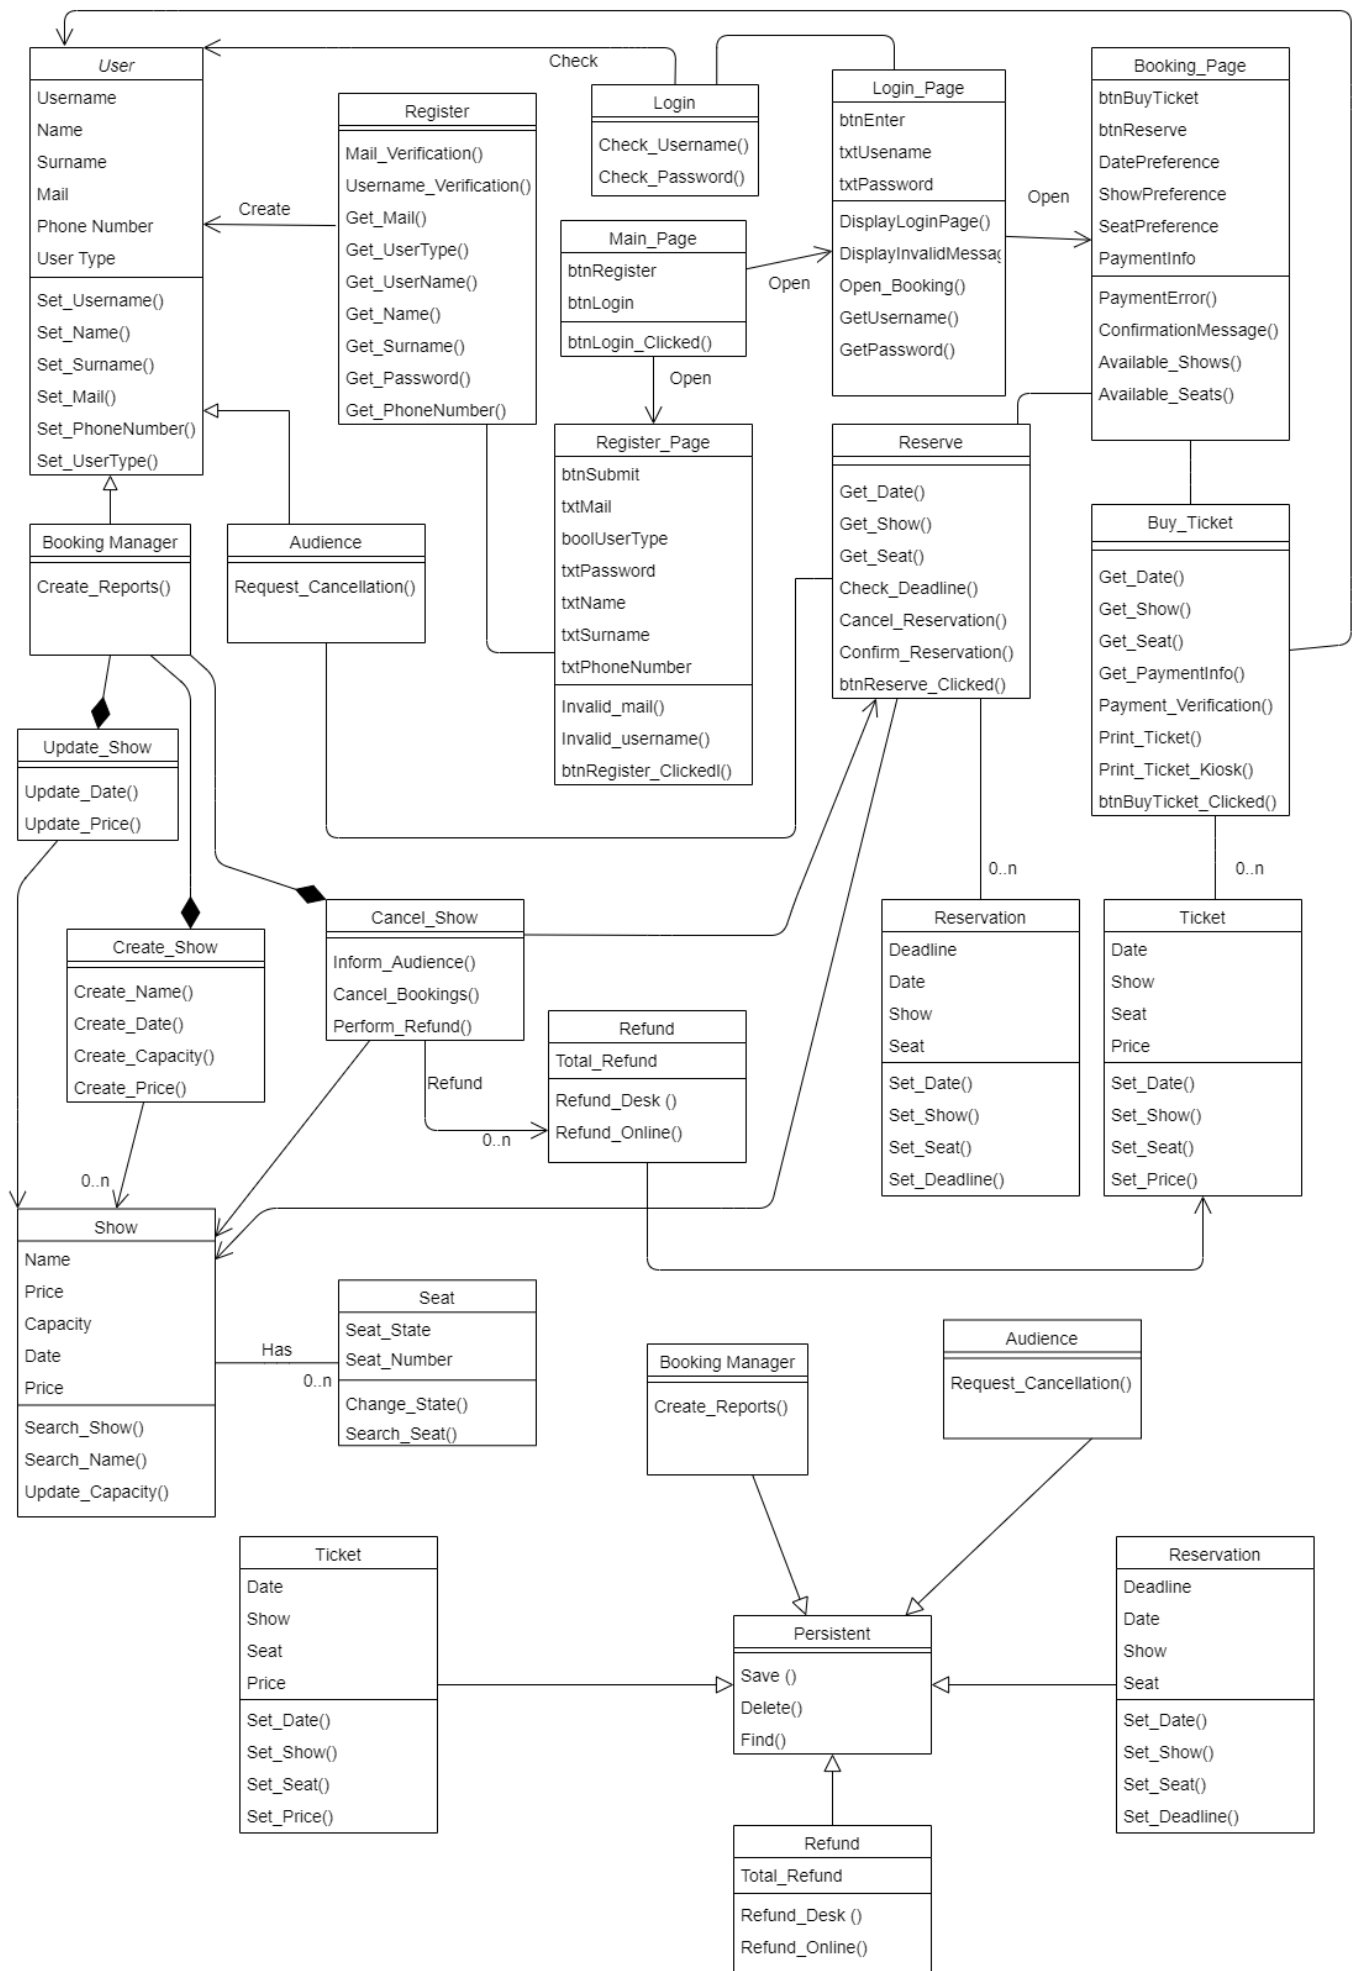 User
Username
Name
Surname
Mail
Phone Number
User Type
Set_Username()
Set_Name()
Set_Surname()
Set_Mail()
Set_PhoneNumber()
Set_UserType()
Register
Mail_Verification()
Username_Verification()
Get_Mail()
Get_UserType()
Get_UserName()
Get_Name()
Get_Surname()
Get_Password()
Get_PhoneNumber()
Create
Check
Login
Check_Username()
Check_Password()
Main_Page
btnRegister
btnLogin
btnLogin_Clicked()
Open
Open
Login_Page
btnEnter
txtUsename
txtPassword
DisplayLoginPage()
DisplayInvalidMessag
Open_Booking()
GetUsername()
GetPassword()
Open
Booking_Page
btnBuyTicket
btnReserve
DatePreference
ShowPreference
SeatPreference
PaymentInfo
PaymentError()
ConfirmationMessage()
Available_Shows()
Available_Seats()
Booking Manager
Create_Reports()
Audience
Request_Cancellation()
Register_Page
btnSubmit
txtMail
boolUserType
txtPassword
txtName
txtSurname
txtPhoneNumber
Invalid_mail()
Invalid_username()
btnRegister_ClickedI()
Reserve
Get_Date()
Get_Show()
Get_Seat()
Check_Deadline()
Cancel_Reservation()
Confirm_Reservation()
btnReserve_Clicked()
Buy_Ticket
Get_Date()
Get_Show()
Get_Seat()
Get_PaymentInfo()
Payment_Verification()
Print_Ticket()
Print_Ticket_Kiosk()
btnBuyTicket_Clicked()
Update_Show
Update_Date()
Update_Price()
Create_Show
Create_Name()
Create_Date()
Create_Capacity()
Create_Price()
0..n
Cancel_Show
Inform_Audience()
Cancel_Bookings()
Perform_Refund()
Refund
0..n
Refund
Total_Refund
Refund_Desk ()
Refund_Online()
0..n
Reservation
Deadline
Date
Show
Seat
Set_Date()
Set_Show()
Set_Seat()
Set_Deadline()
0..n
Ticket
Date
Show
Seat
Price
Set_Date()
Set_Show()
Set_Seat()
Set_Price()
Show
Name
Price
Capacity
Date
Price
Search_Show()
Search_Name()
Update_Capacity()
Has
0..n
Seat
Seat_State
Seat_Number
Change_State()
Search_Seat()
Booking Manager
Create_Reports()
Audience
Request_Cancellation()
Ticket
Date
Show
Seat
Price
Set_Date()
Set_Show()
Set_Seat()
Set_Price()
Persistent
Save ()
Delete()
Find()
Reservation
Deadline
Date
Show
Seat
Set_Date()
Set_Show()
Set_Seat()
Set_Deadline()
Refund
Total_Refund
Refund_Desk ()
Refund_Online()